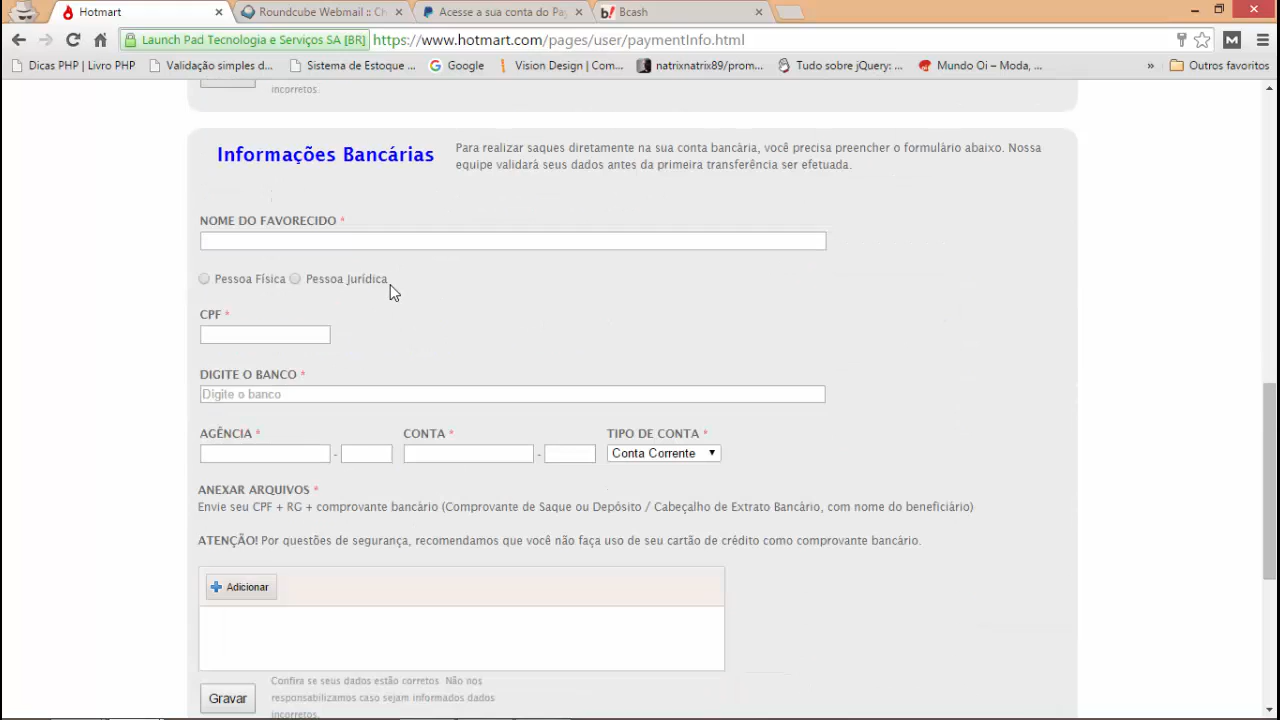 Hotmart
Roundcube Webmail :: Ch
Acesse a sua conta do Pay
Bcash
Launch Pad Tecnologia e Serviços SA [BR]
https://www.hotmart.com/pages/user/paymentInfo.html
Dicas PHP | Livro PHP
Validação simples d...
Sistema de Estoque ...
Google
Vision Design | Com...
natrixnatrix89/prom...
Tudo sobre jQuery: ...
Mundo Oi – Moda, ...
»
Outros favoritos
incorretos.
Informações Bancárias
Para realizar saques diretamente na sua conta bancária, você precisa preencher o formulário abaixo. Nossa
equipe validará seus dados antes da primeira transferência ser efetuada.
NOME DO FAVORECIDO *
Pessoa Física Pessoa Jurídica
CPF *
DIGITE O BANCO *
Digite o banco
AGÊNCIA * CONTA * TIPO DE CONTA *
- - Conta Corrente
ANEXAR ARQUIVOS *
Envie seu CPF + RG + comprovante bancário (Comprovante de Saque ou Depósito / Cabeçalho de Extrato Bancário, com nome do beneficiário)
ATENÇÃO! Por questões de segurança, recomendamos que você não faça uso de seu cartão de crédito como comprovante bancário.
Adicionar
Gravar
Confira se seus dados estão corretos. Não nos
responsabilizamos caso sejam informados dados
incorretos.